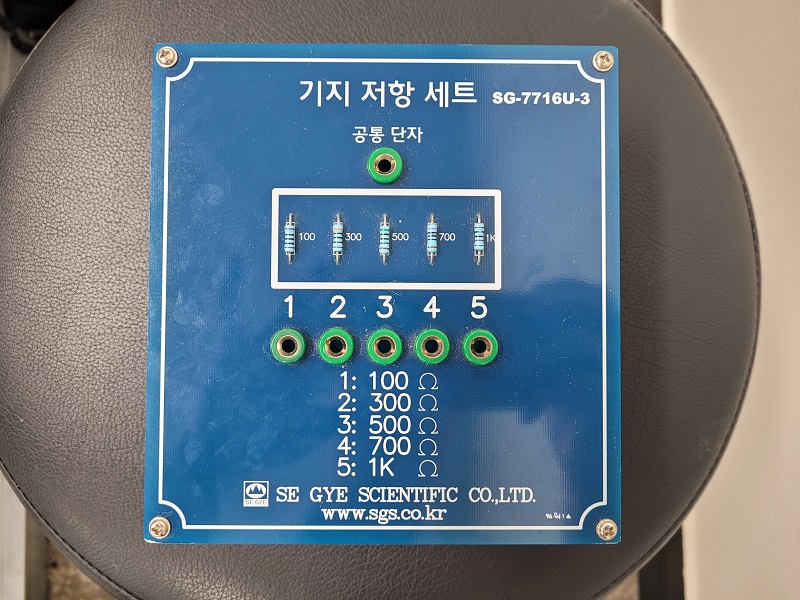 기지 저항 세트 SG-7716U-3
공통 단자
100 300 500 700 1K
1 2 3 4 5
1: 100 Ω
2: 300 Ω
3: 500 Ω
4: 700 Ω
5: 1K Ω
SE GYE SE GYE SCIENTIFIC CO.,LTD.
www.sgs.co.kr